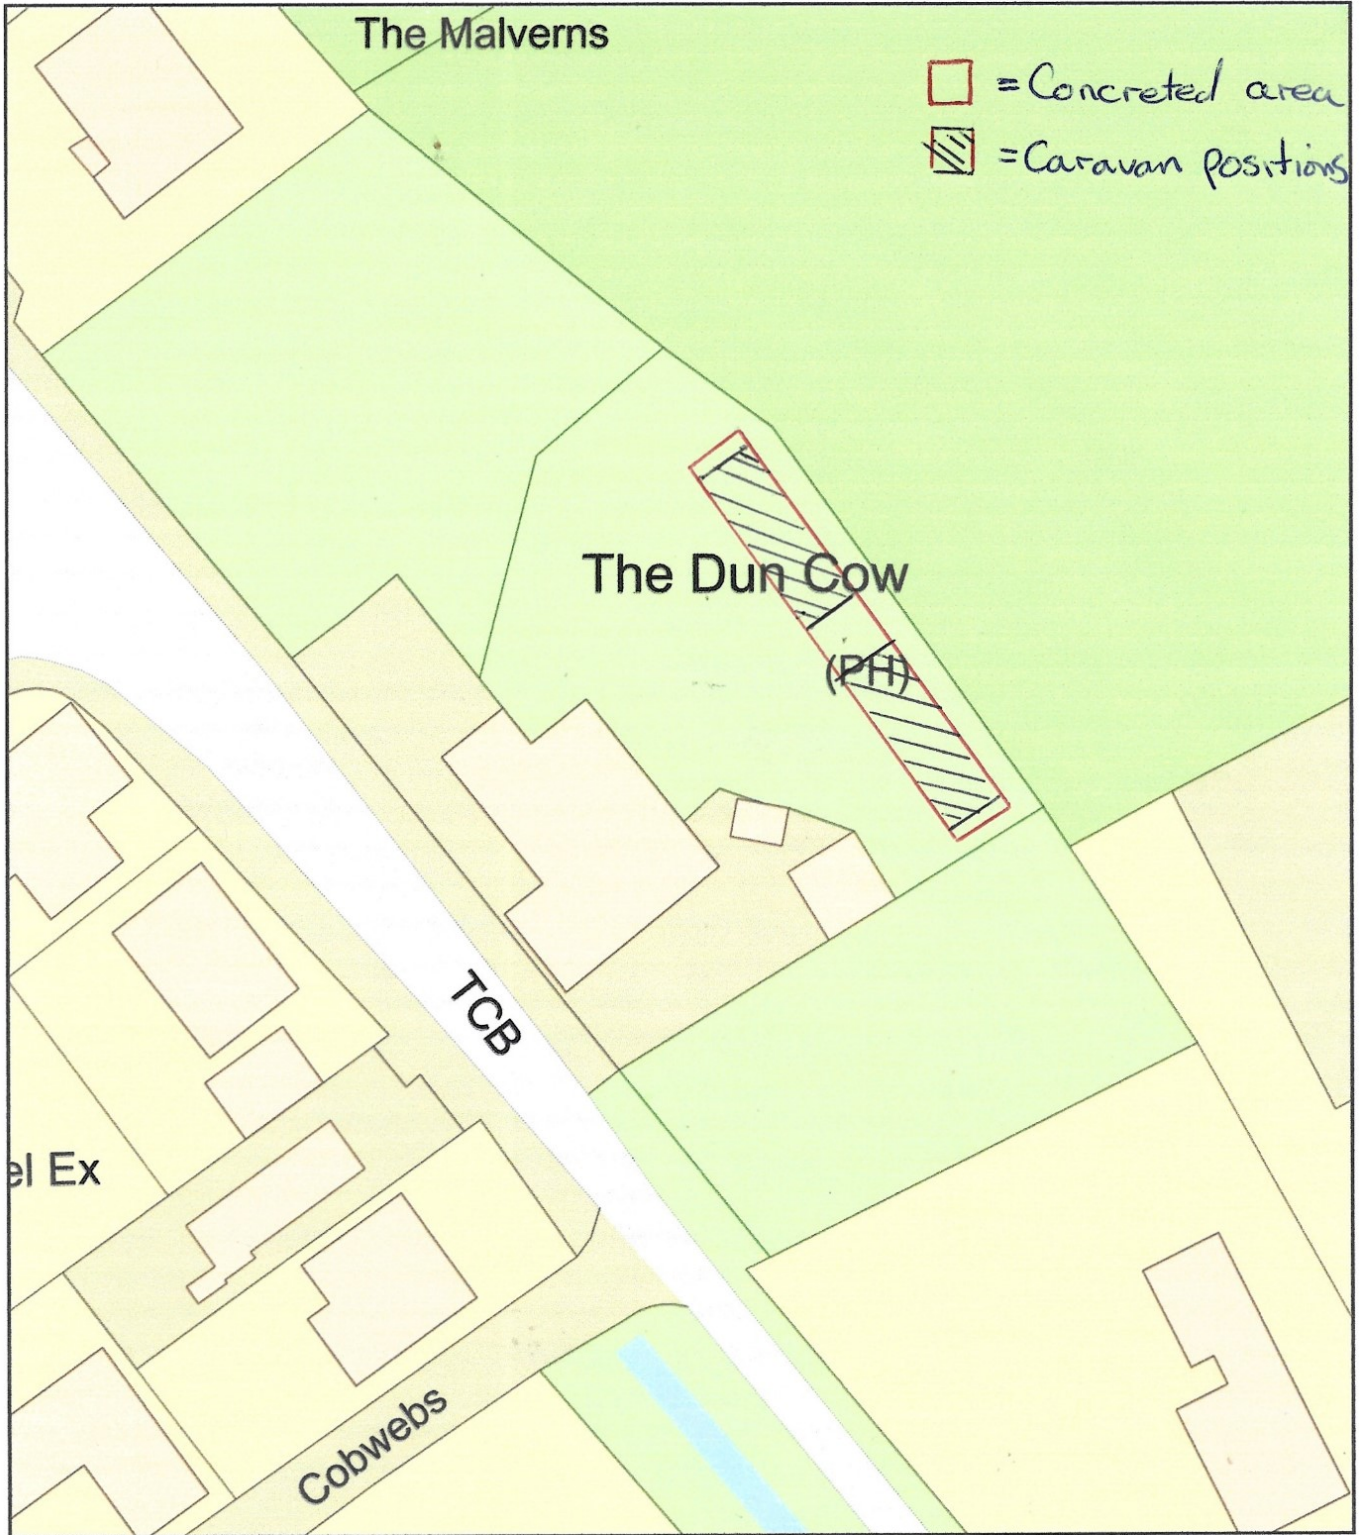 The Malverns
= Concreted area
= Caravan positions
The Dun Cow
(PH)
TCB
el Ex
Cobwebs